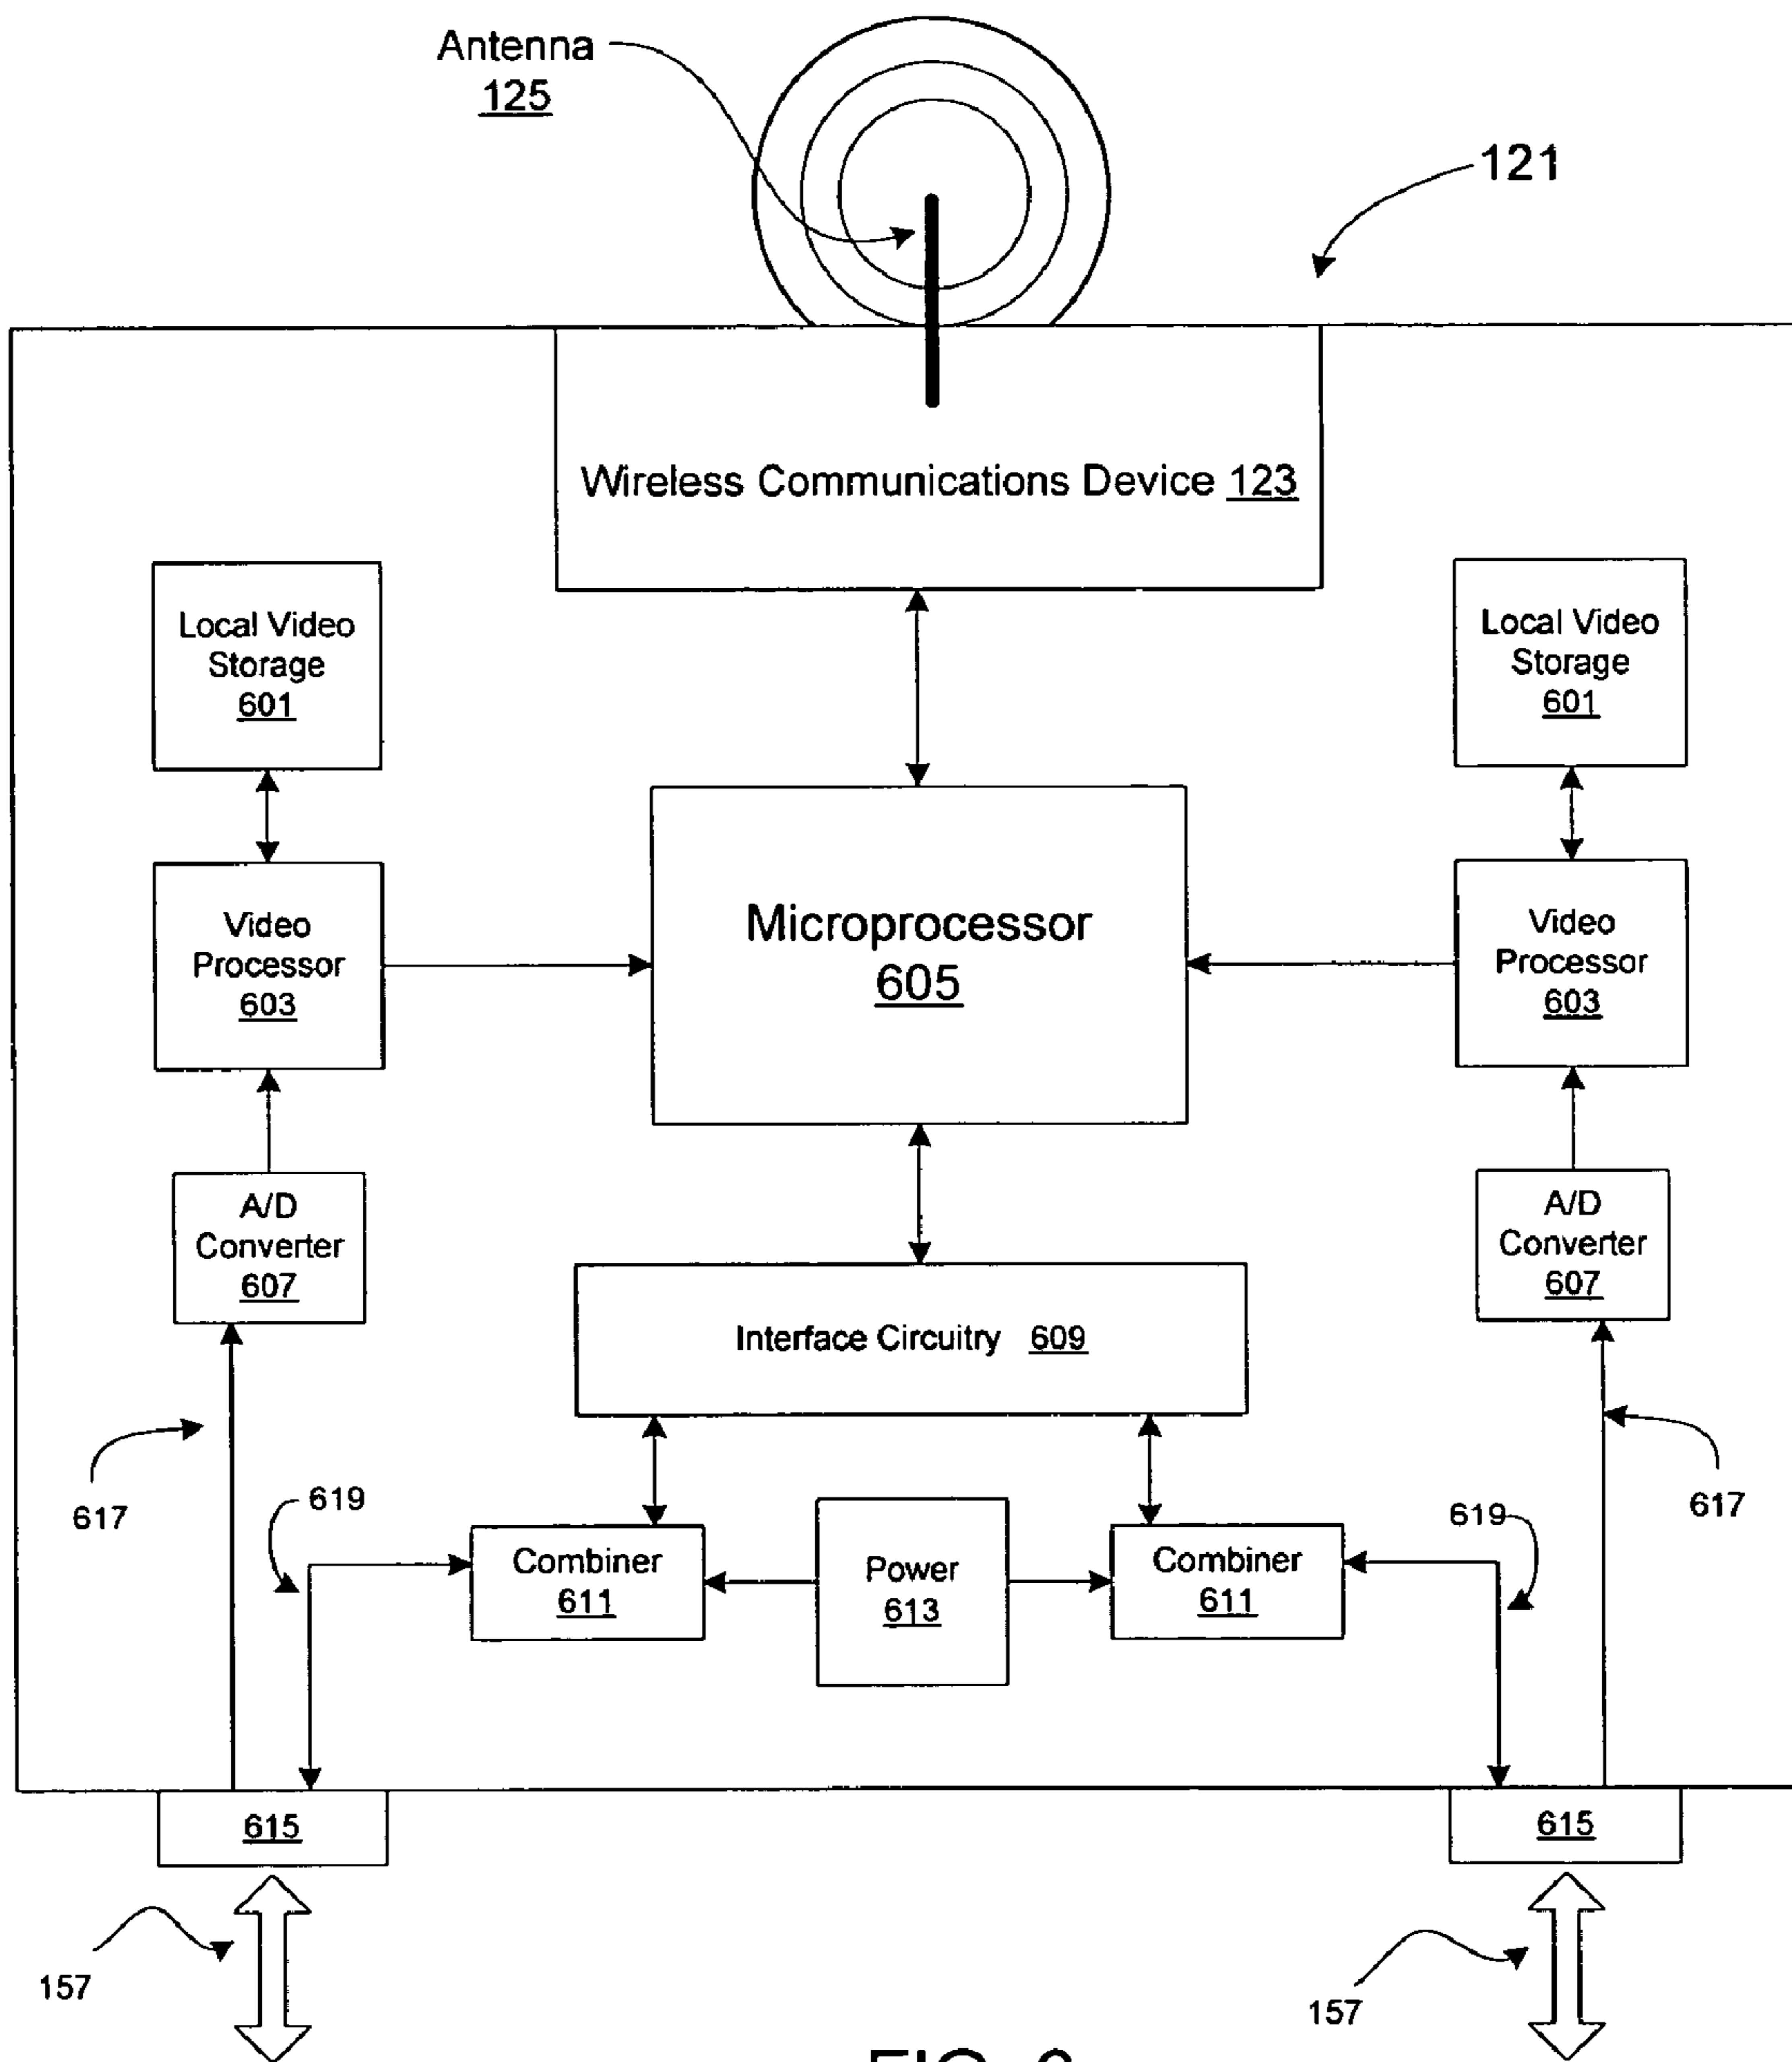 Antenna
125
121
Wireless Communications Device 123
Local Video
Storage
601
Local Video
Storage
601
Video
Processor
603
Microprocessor
605
Video
Processor
603
A/D
Converter
607
A/D
Converter
607
Interface Circuitry 609
617
619
Combiner
611
Power
613
Combiner
611
619
617
615
615
157
157